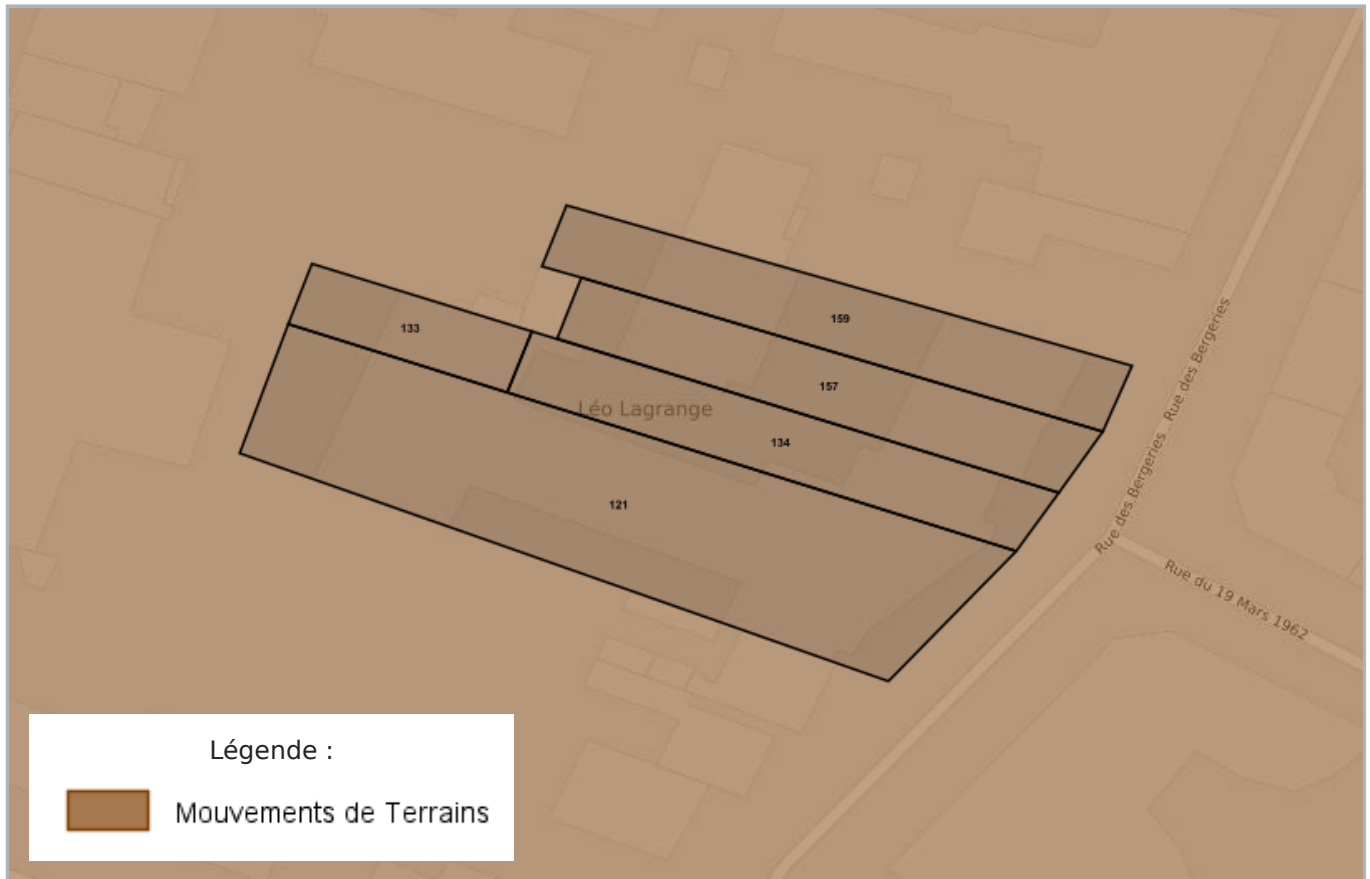 159
Rue des Bergeries
133
157
Léo Lagrange
134
Rue des Bergeries
121
Rue du 19 Mars 1962
Légende :
Mouvements de Terrains